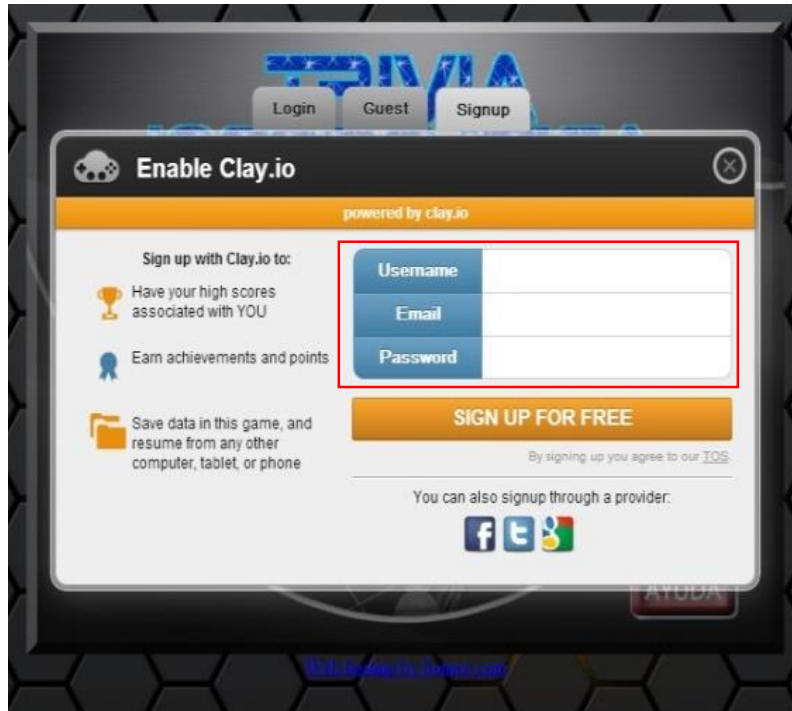 TRIVIA
Login
Guest
Signup
Enable Clay.io
powered by clay.io
Sign up with Clay.io to:
Have your high scores
associated with YOU
Earn achievements and points
Save data in this game, and
resume from any other
computer, tablet, or phone
Username
Email
Password
SIGN UP FOR FREE
By signing up you agree to our TOS.
You can also signup through a provider:
AYUDA